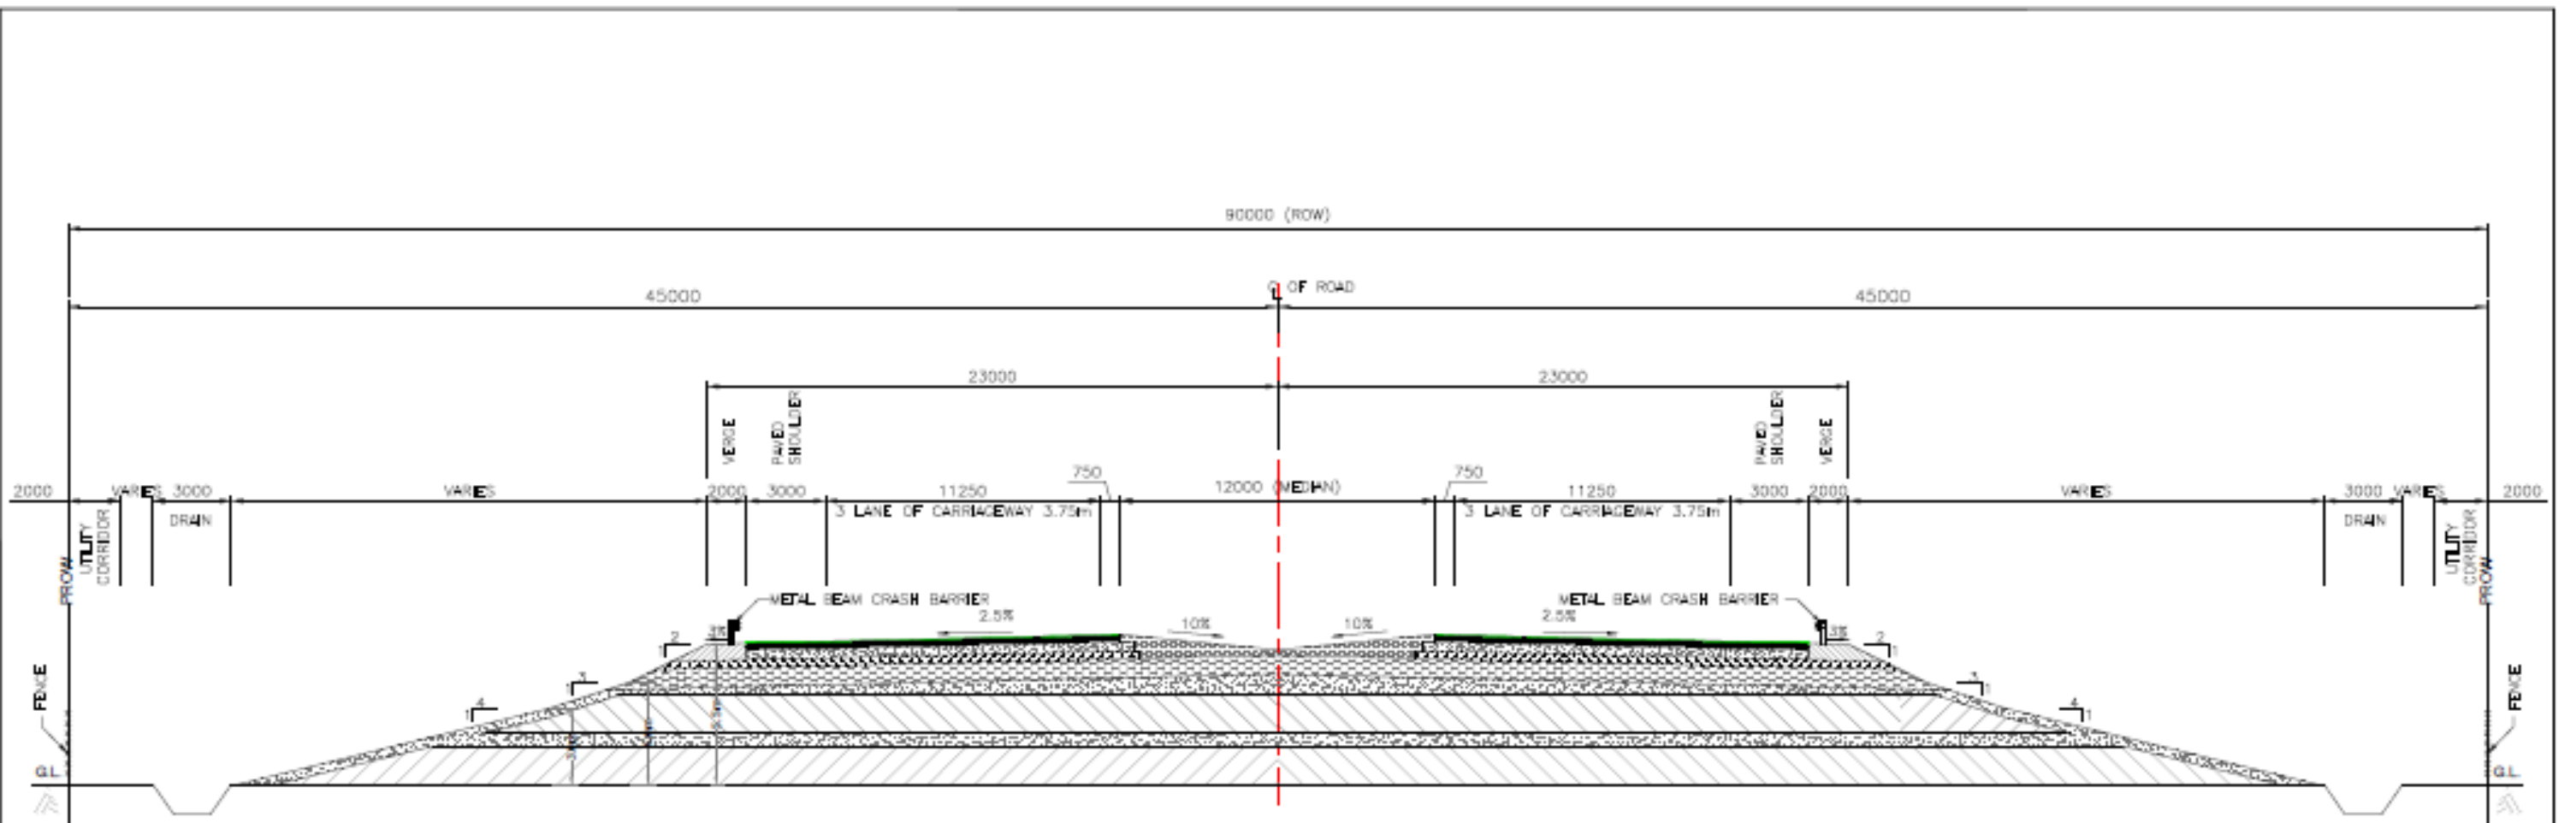 90000 (ROW)
℄ OF ROAD
45000
45000
23000
23000
VERGE
PAVED
SHOULDER
PAVED
SHOULDER
VERGE
750
750
2000
VARIES
3000
VARIES
2000
3000
11250
12000 (MEDIAN)
11250
3000
2000
VARIES
3000
VARIES
2000
DRAIN
3 LANE OF CARRIAGEWAY 3.75m
3 LANE OF CARRIAGEWAY 3.75m
DRAIN
UTILITY
CORRIDOR
UTILITY
CORRIDOR
PROW
PROW
METAL BEAM CRASH BARRIER
METAL BEAM CRASH BARRIER
2.5%
10%
10%
2.5%
3%
3%
2
1
2
1
3
1
3
1
4
1
4
1
FENCE
FENCE
G.L.
G.L.